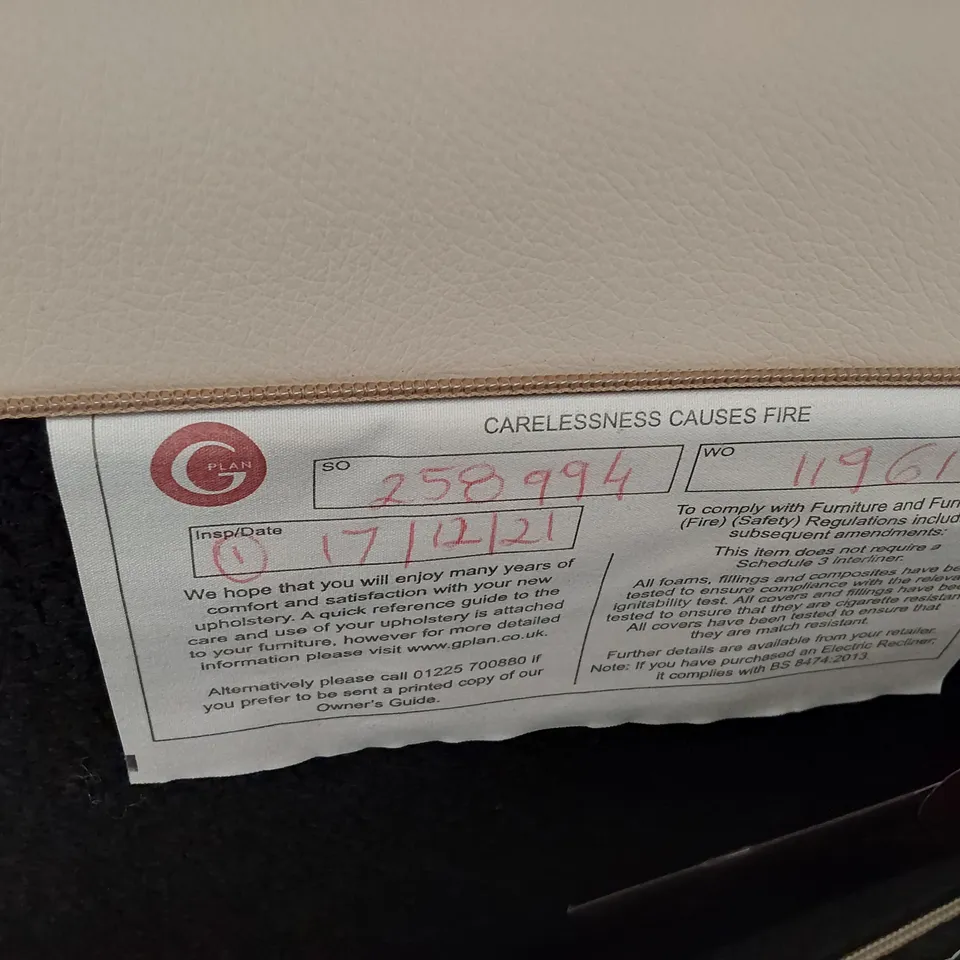 CARELESSNESS CAUSES FIRE
G PLAN
SO
258994
WO
11961
Insp/Date
1 17/12/21
We hope that you will enjoy many years of
comfort and satisfaction with your new
upholstery. A quick reference guide to the
care and use of your upholstery is attached
to your furniture, however for more detailed
information please visit www.gplan.co.uk.
Alternatively please call 01225 700880 if
you prefer to be sent a printed copy of our
Owner's Guide.
To comply with Furniture and
(Fire) (Safety) Regulations
subsequent amendments:
This item does not require a
Schedule 3 interliner.
All foams, fillings and composites have
tested to ensure compliance with the
ignitability test. All covers and fillings have
tested to ensure that they are cigarette
All covers have been tested to ensure that
they are match resistant.
Further details are available from your retailer.
Note: If you have purchased an Electric Recliner,
it complies with BS 8474:2013.